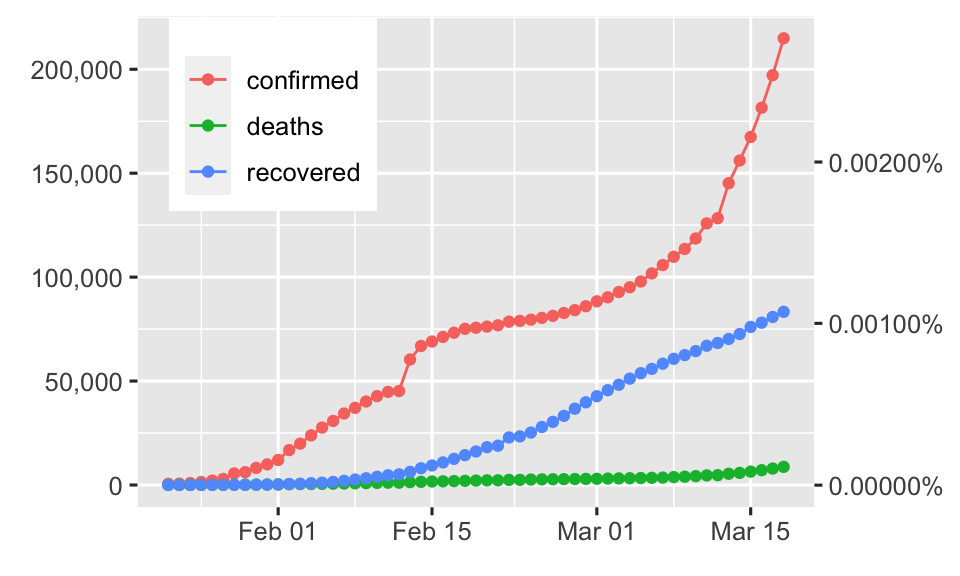 confirmed
deaths
recovered
200,000
150,000
100,000
50,000
0
0.00200%
0.00100%
0.00000%
Feb 01
Feb 15
Mar 01
Mar 15